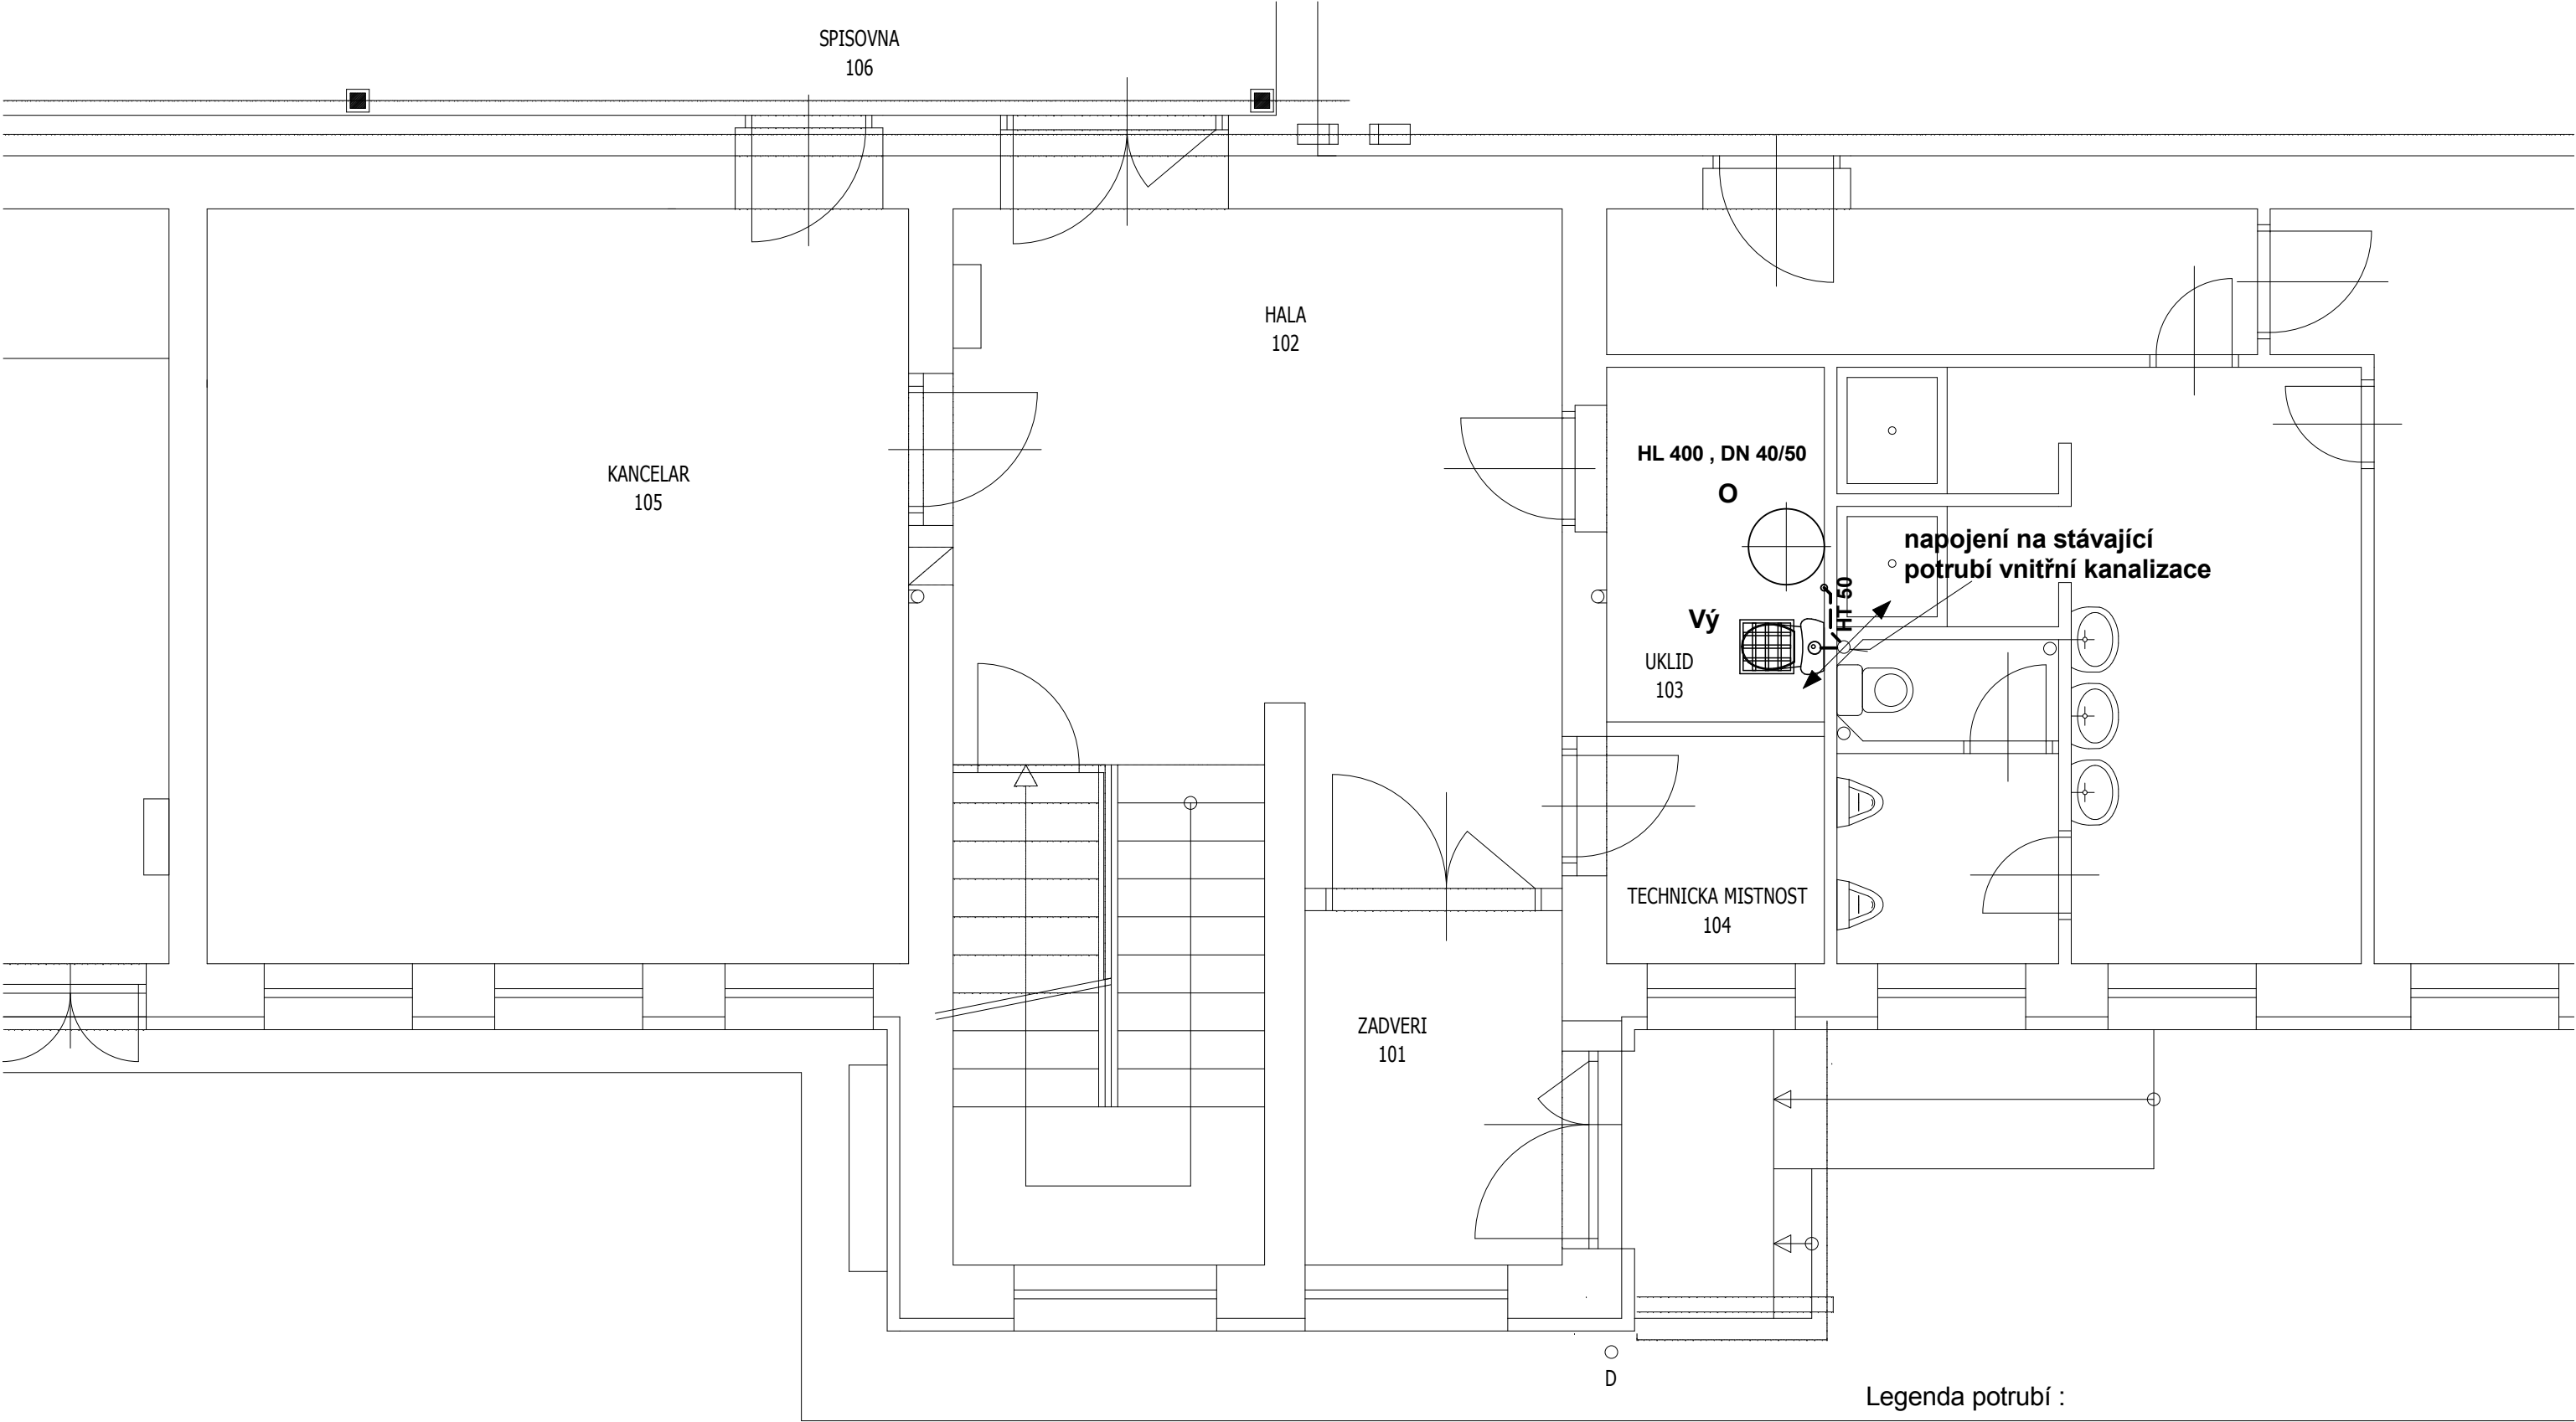 SPISOVNA
106
HALA
102
KANCELAR
105
HL 400 , DN 40/50
O
napojení na stávající
potrubí vnitřní kanalizace
HT 50
Vý
UKLID
103
TECHNICKA MISTNOST
104
ZADVERI
101
D
Legenda potrubí :